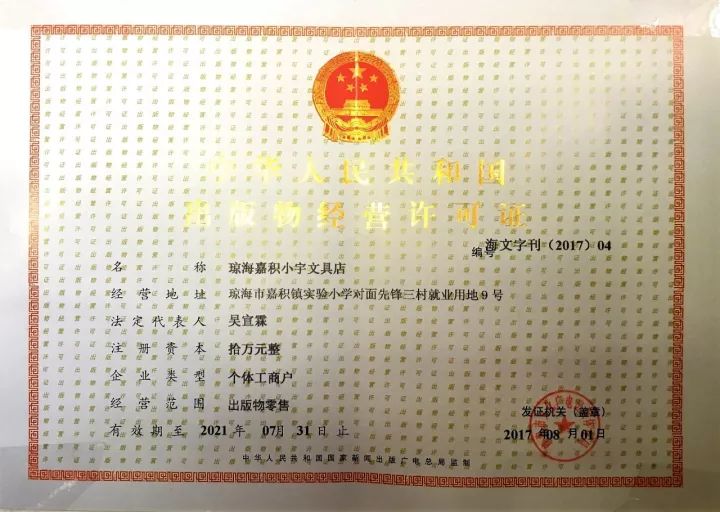 中华人民共和国
出版物经营许可证
编号 海文字刊（2017）04
名称 琼海嘉积小宇文具店
经营地址 琼海市嘉积镇实验小学对面先锋三村就业用地9号
法定代表人 吴宣霖
注册资本 拾万元整
企业类型 个体工商户
经营范围 出版物零售
发证机关（盖章）
有效期至 2021 年 07 月 31 日止
2017 年 08 月 01 日
中华人民共和国国家新闻出版广电总局监制